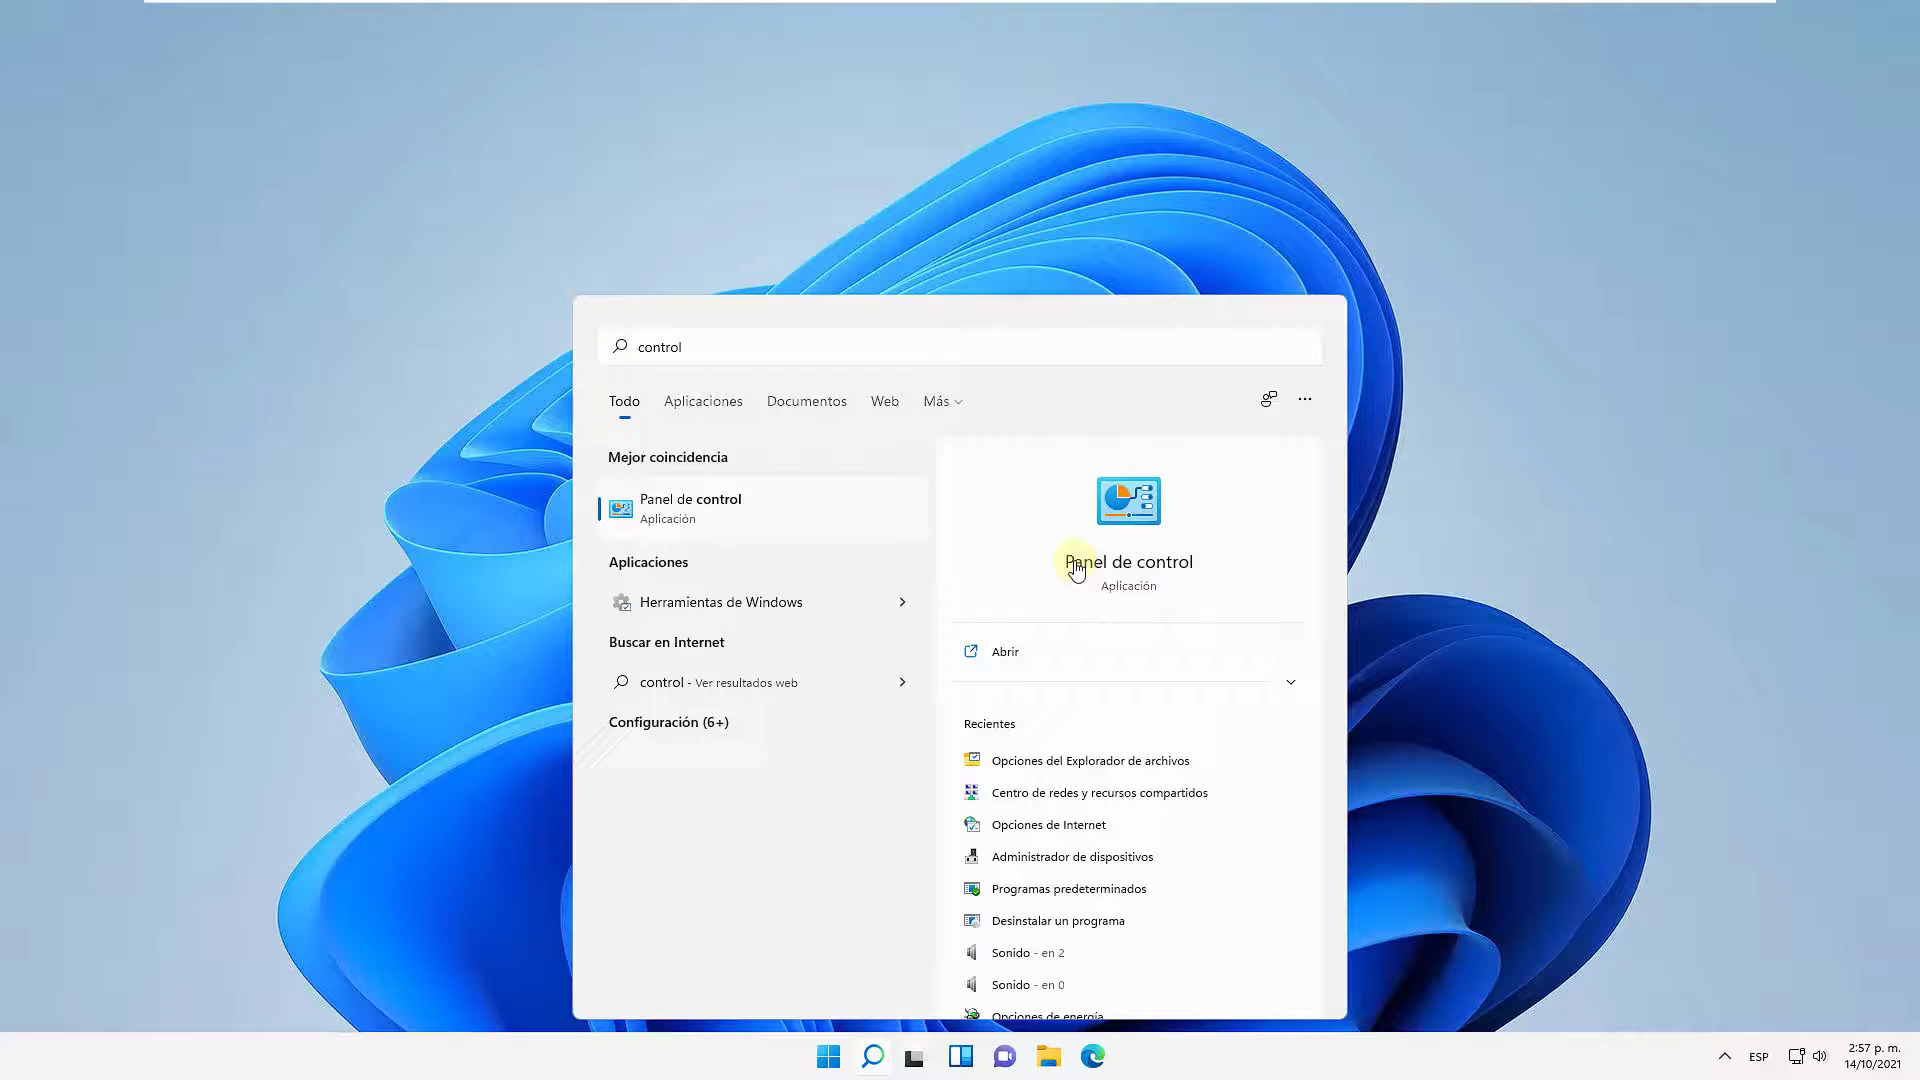 control
Todo Aplicaciones Documentos Web Más
Mejor coincidencia
Panel de control
Aplicación
Aplicaciones
Herramientas de Windows
Buscar en Internet
control - Ver resultados web
Configuración (6+)
Panel de control
Aplicación
Abrir
Recientes
Opciones del Explorador de archivos
Centro de redes y recursos compartidos
Opciones de Internet
Administrador de dispositivos
Programas predeterminados
Desinstalar un programa
Sonido - en 2
Sonido - en 0
Opciones de energía
ESP
2:57 p. m.
14/10/2021